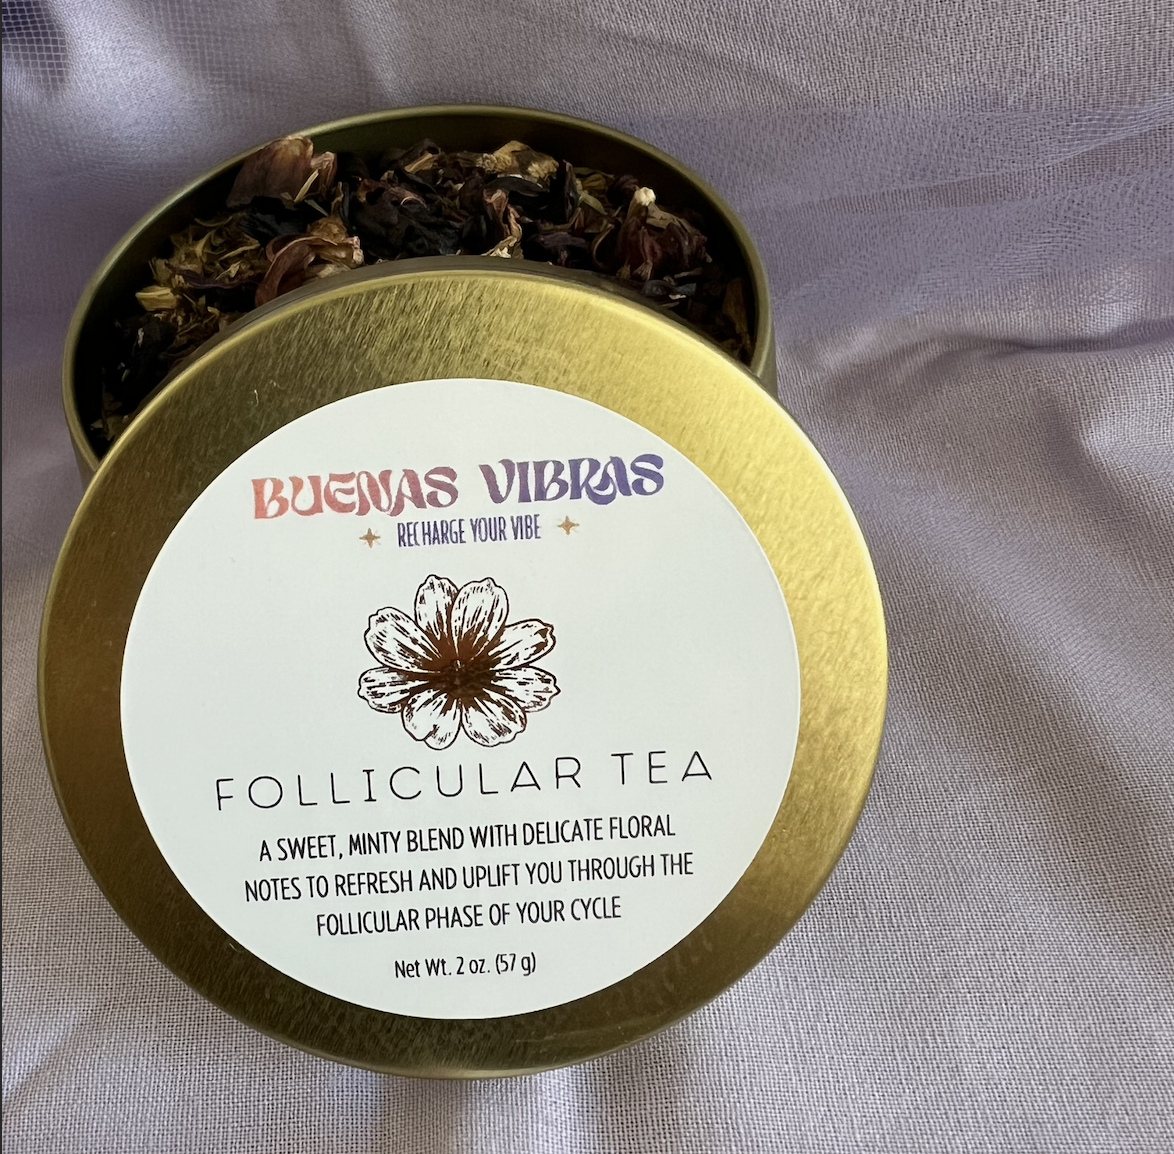 BUENAS VIBRAS
RECHARGE YOUR VIBE
FOLLICULAR TEA
A SWEET, MINTY BLEND WITH DELICATE FLORAL
NOTES TO REFRESH AND UPLIFT YOU THROUGH THE
FOLLICULAR PHASE OF YOUR CYCLE
Net Wt. 2 oz. (57 g)